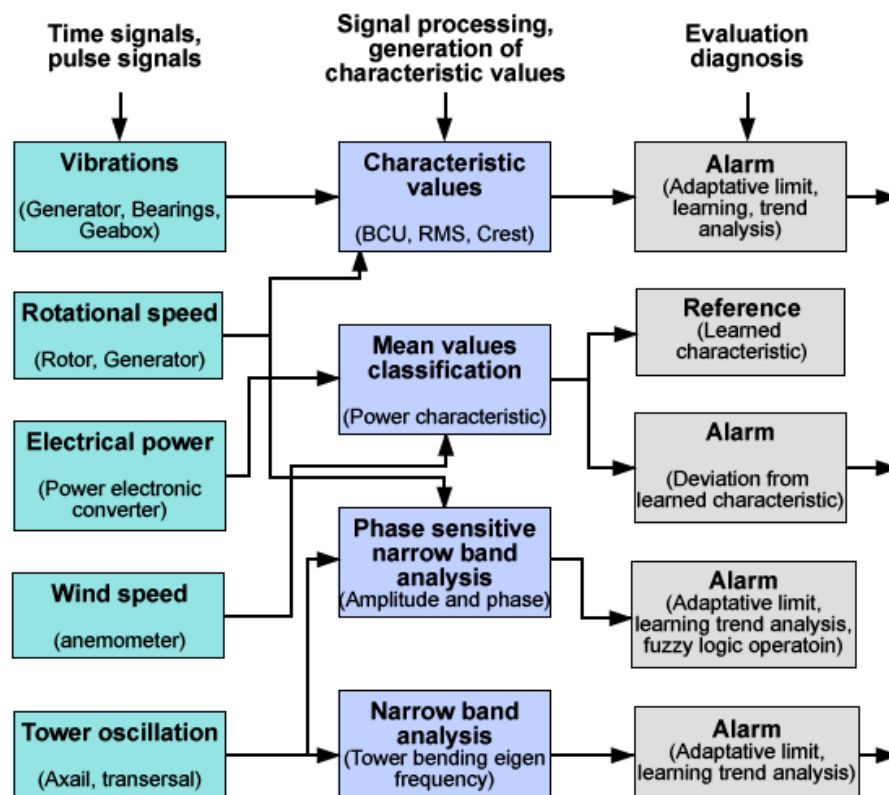 Time signals,
pulse signals
Signal processing,
generation of
characteristic values
Evaluation
diagnosis
Vibrations
(Generator, Bearings,
Geabox)
Characteristic
values
(BCU, RMS, Crest)
Alarm
(Adaptative limit,
learning, trend
analysis)
Rotational speed
(Rotor, Generator)
Mean values
classification
(Power characteristic)
Reference
(Learned
characteristic)
Electrical power
(Power electronic
converter)
Alarm
(Deviation from
learned characteristic)
Phase sensitive
narrow band
analysis
(Amplitude and phase)
Wind speed
(anemometer)
Alarm
(Adaptative limit,
learning trend analysis,
fuzzy logic operatoin)
Tower oscillation
(Axail, transersal)
Narrow band
analysis
(Tower bending eigen
frequency)
Alarm
(Adaptative limit,
learning trend analysis)